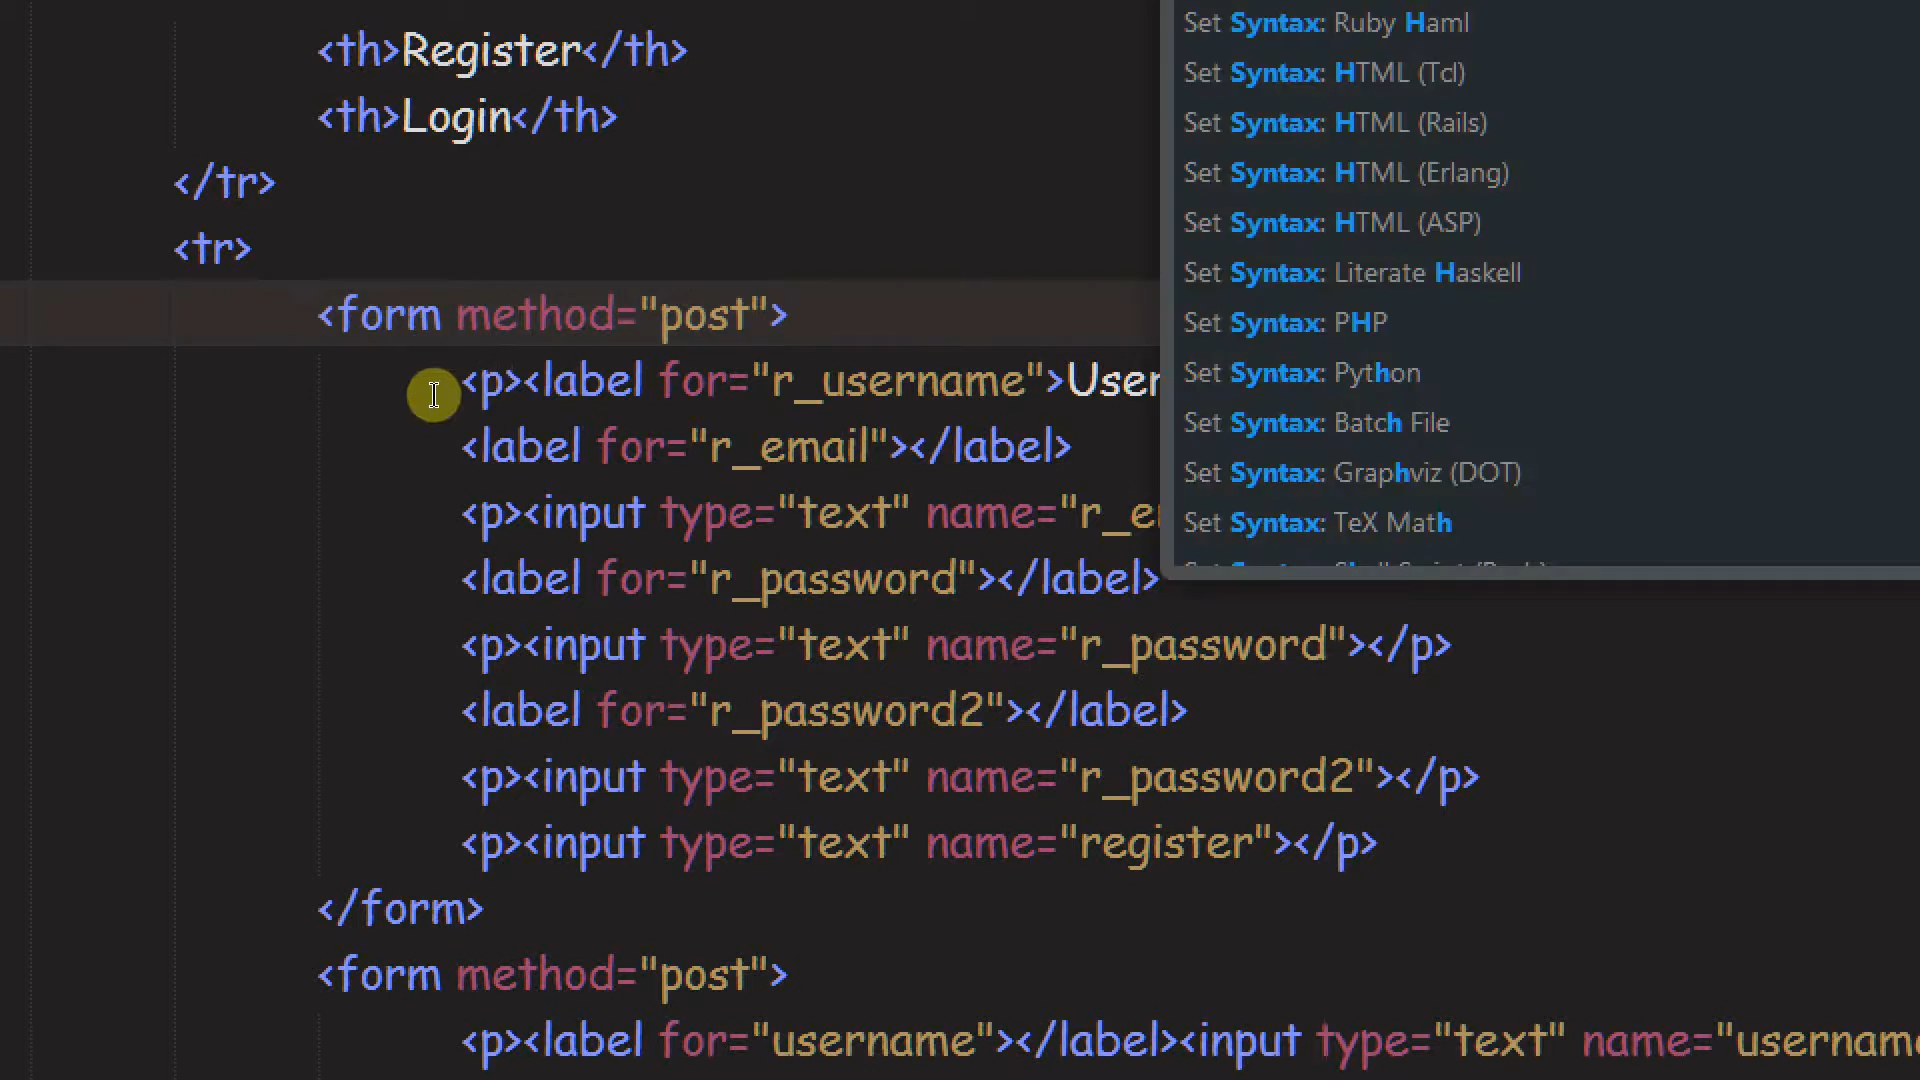 <th>Register</th>
<th>Login</th>
</tr>
<tr>
<form method="post">
<p><label for="r_username">User
<label for="r_email"></label>
<p><input type="text" name="r_e
<label for="r_password"></label>
<p><input type="text" name="r_password"></p>
<label for="r_password2"></label>
<p><input type="text" name="r_password2"></p>
<p><input type="text" name="register"></p>
</form>
<form method="post">
<p><label for="username"></label><input type="text" name="usernam
Set Syntax: Ruby Haml
Set Syntax: HTML (Tcl)
Set Syntax: HTML (Rails)
Set Syntax: HTML (Erlang)
Set Syntax: HTML (ASP)
Set Syntax: Literate Haskell
Set Syntax: PHP
Set Syntax: Python
Set Syntax: Batch File
Set Syntax: Graphviz (DOT)
Set Syntax: TeX Math